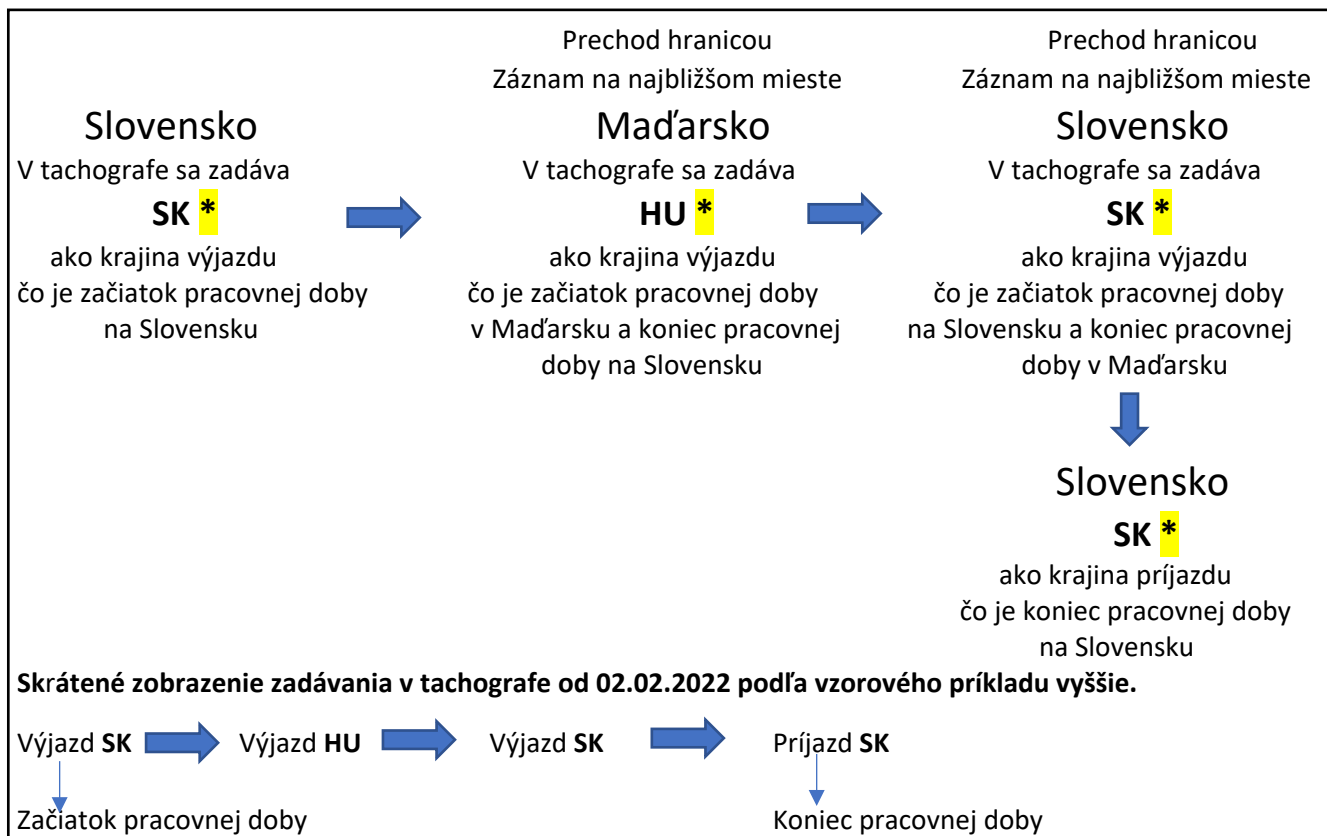 Slovensko
V tachografe sa zadáva
SK *
ako krajina výjazdu
čo je začiatok pracovnej doby
na Slovensku
Prechod hranicou
Záznam na najbližšom mieste
Maďarsko
V tachografe sa zadáva
HU *
ako krajina výjazdu
čo je začiatok pracovnej doby
v Maďarsku a koniec pracovnej
doby na Slovensku
Prechod hranicou
Záznam na najbližšom mieste
Slovensko
V tachografe sa zadáva
SK *
ako krajina výjazdu
čo je začiatok pracovnej doby
na Slovensku a koniec pracovnej
doby v Maďarsku
Slovensko
SK *
ako krajina príjazdu
čo je koniec pracovnej doby
na Slovensku
Skrátené zobrazenie zadávania v tachografe od 02.02.2022 podľa vzorového príkladu vyššie.
Výjazd SK Výjazd HU Výjazd SK Príjazd SK
Začiatok pracovnej doby Koniec pracovnej doby